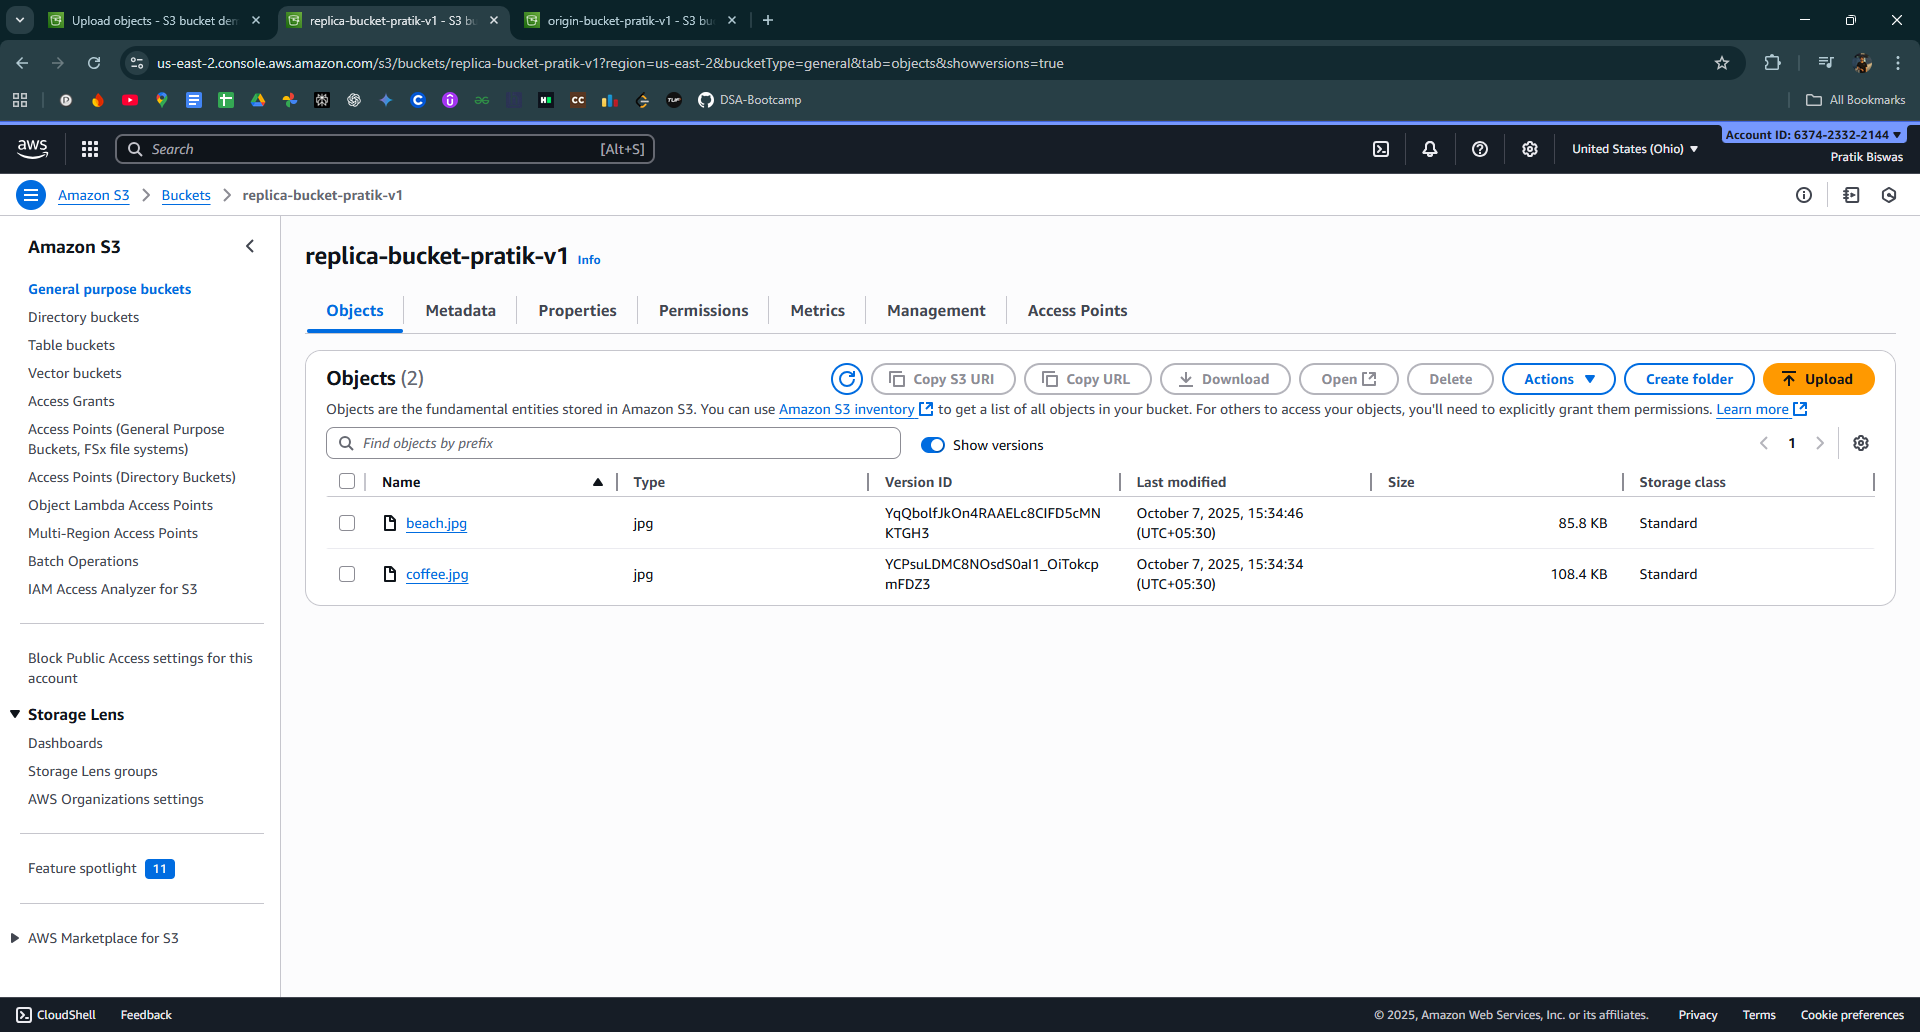 Upload objects - S3 bucket den
replica-bucket-pratik-v1 - S3 bu
origin-bucket-pratik-v1 - S3 bu
us-east-2.console.aws.amazon.com/s3/buckets/replica-bucket-pratik-v1?region=us-east-2&bucketType=general&tab=objects&showversions=true
DSA-Bootcamp
All Bookmarks
aws
Search
[Alt+S]
United States (Ohio)
Account ID: 6374-2332-2144
Pratik Biswas
Amazon S3
Buckets
replica-bucket-pratik-v1
Amazon S3
General purpose buckets
Directory buckets
Table buckets
Vector buckets
Access Grants
Access Points (General Purpose
Buckets, FSx file systems)
Access Points (Directory Buckets)
Object Lambda Access Points
Multi-Region Access Points
Batch Operations
IAM Access Analyzer for S3
Block Public Access settings for this
account
Storage Lens
Dashboards
Storage Lens groups
AWS Organizations settings
Feature spotlight 11
AWS Marketplace for S3
replica-bucket-pratik-v1 Info
Objects Metadata Properties Permissions Metrics Management Access Points
Objects (2)
Copy S3 URI Copy URL Download Open Delete Actions Create folder Upload
Objects are the fundamental entities stored in Amazon S3. You can use Amazon S3 inventory to get a list of all objects in your bucket. For others to access your objects, you'll need to explicitly grant them permissions. Learn more
Find objects by prefix
Show versions
1
Name Type Version ID Last modified Size Storage class
beach.jpg jpg YqQbolfJkOn4RAAELc8CIFD5cMN October 7, 2025, 15:34:46 85.8 KB Standard
KTGH3 (UTC+05:30)
coffee.jpg jpg YCPsuLDMC8NOsdS0aI1_OiTokcp October 7, 2025, 15:34:34 108.4 KB Standard
mFDZ3 (UTC+05:30)
CloudShell Feedback
© 2025, Amazon Web Services, Inc. or its affiliates. Privacy Terms Cookie preferences